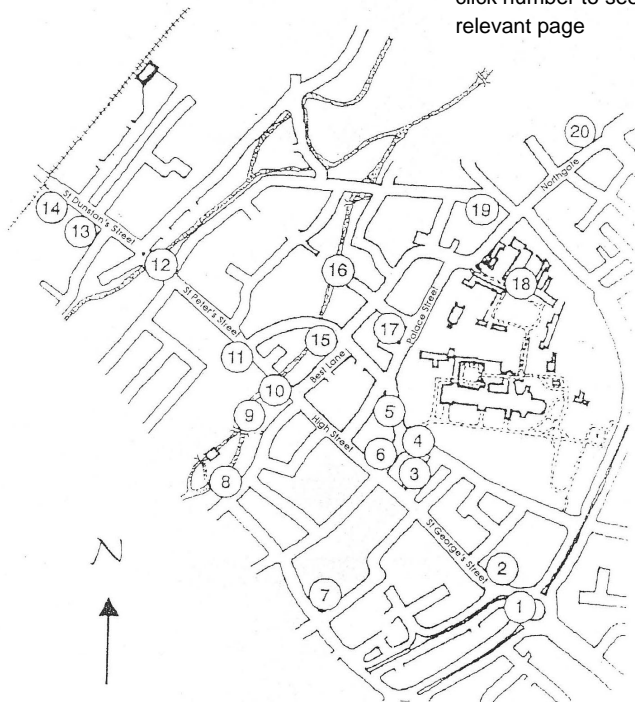 click number to see
relevant page
20
Northgate
14
St Dunstan's Street
13
19
12
16
18
St Peter's Street
Palace Street
17
15
11
Best Lane
10
5
9
High Street
4
6
3
8
St George's Street
2
N
7
1